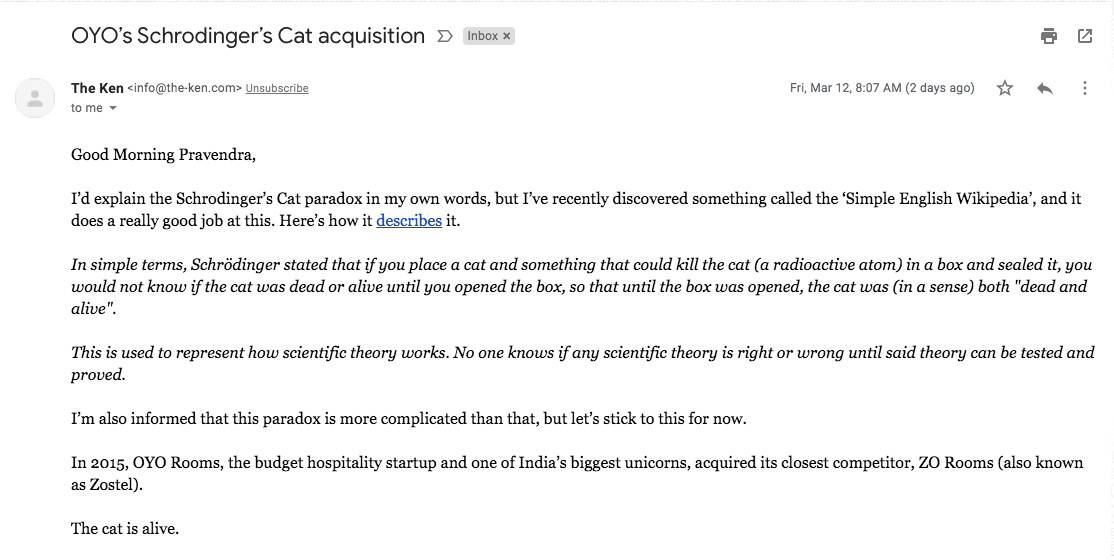 OYO’s Schrodinger’s Cat acquisition Inbox ×
The Ken <info@the-ken.com> Unsubscribe
Fri, Mar 12, 8:07 AM (2 days ago)
to me
Good Morning Pravendra,
I’d explain the Schrodinger’s Cat paradox in my own words, but I’ve recently discovered something called the ‘Simple English Wikipedia’, and it
does a really good job at this. Here’s how it describes it.
In simple terms, Schrödinger stated that if you place a cat and something that could kill the cat (a radioactive atom) in a box and sealed it, you
would not know if the cat was dead or alive until you opened the box, so that until the box was opened, the cat was (in a sense) both "dead and
alive".
This is used to represent how scientific theory works. No one knows if any scientific theory is right or wrong until said theory can be tested and
proved.
I’m also informed that this paradox is more complicated than that, but let’s stick to this for now.
In 2015, OYO Rooms, the budget hospitality startup and one of India’s biggest unicorns, acquired its closest competitor, ZO Rooms (also known
as Zostel).
The cat is alive.